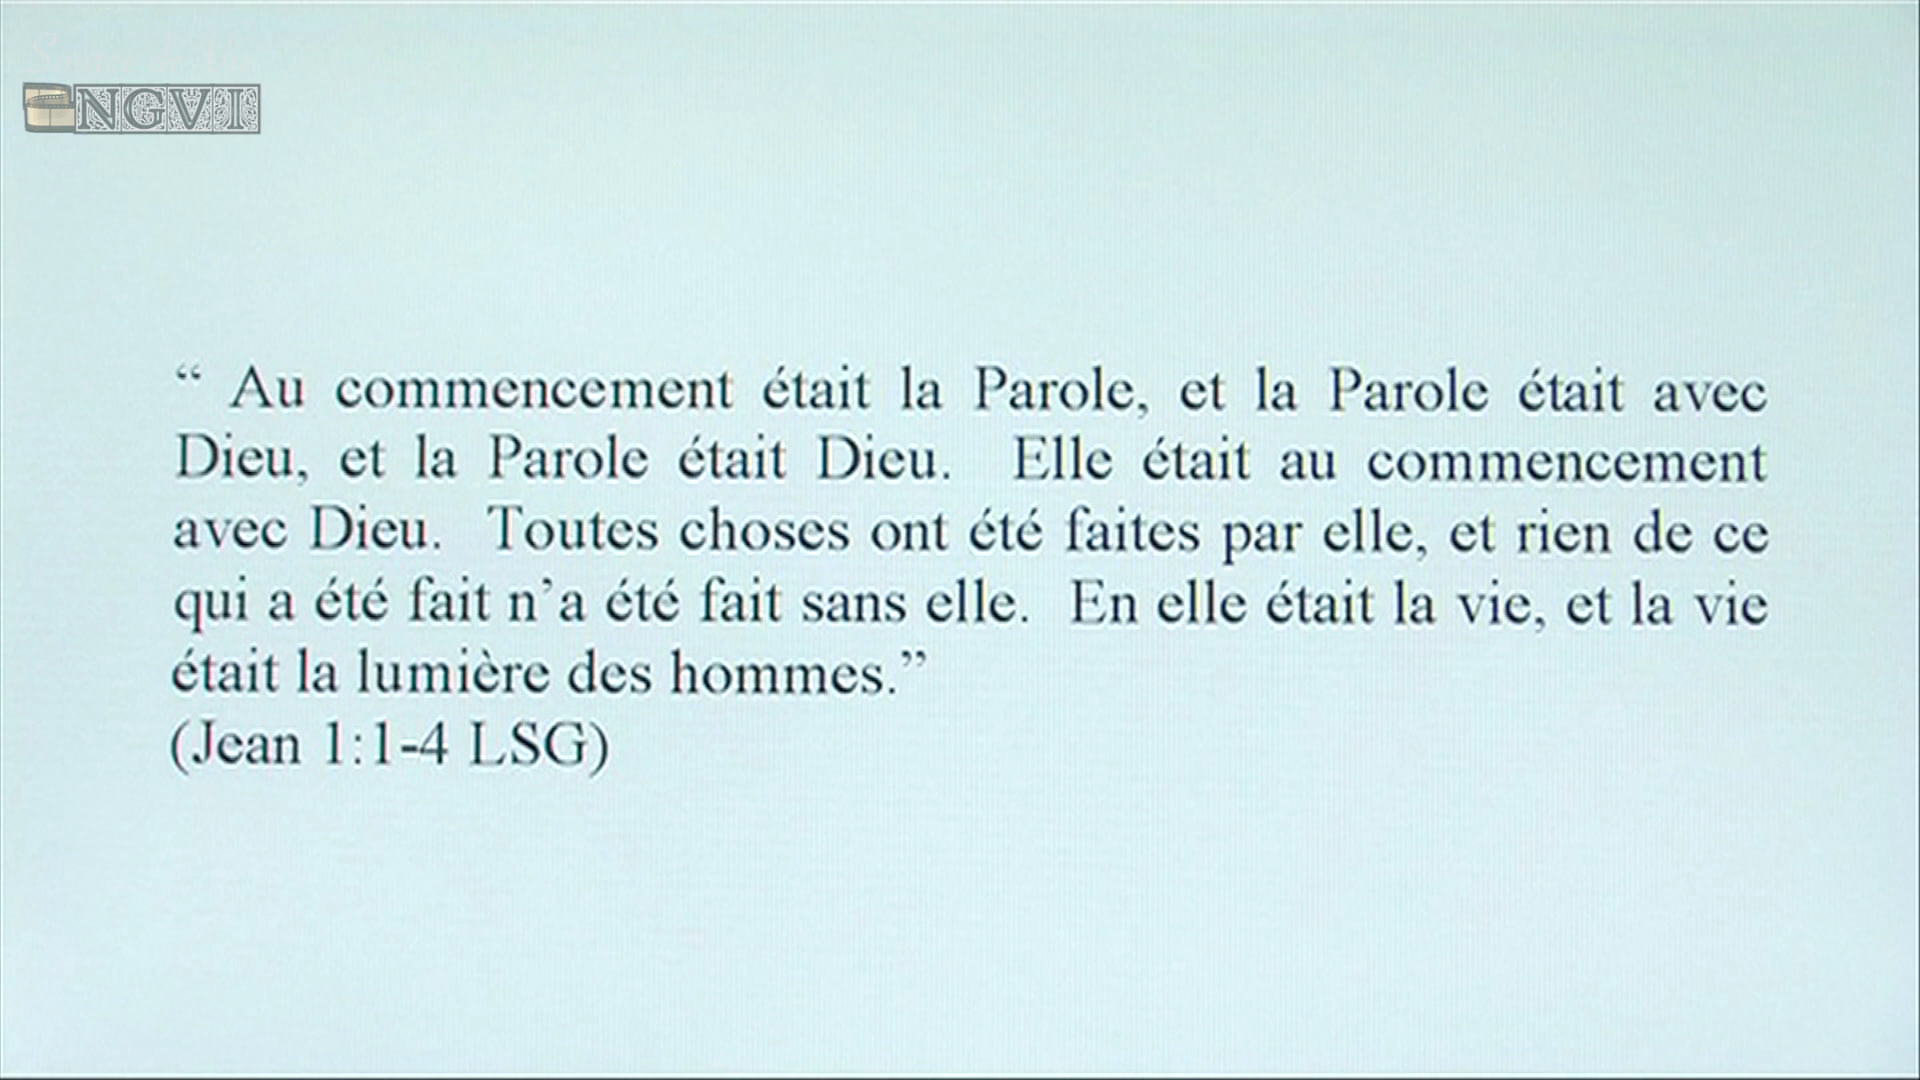 NGVI
“ Au commencement était la Parole, et la Parole était avec
Dieu, et la Parole était Dieu.  Elle était au commencement
avec Dieu.  Toutes choses ont été faites par elle, et rien de ce
qui a été fait n’a été fait sans elle.  En elle était la vie, et la vie
était la lumière des hommes.”
(Jean 1:1-4 LSG)